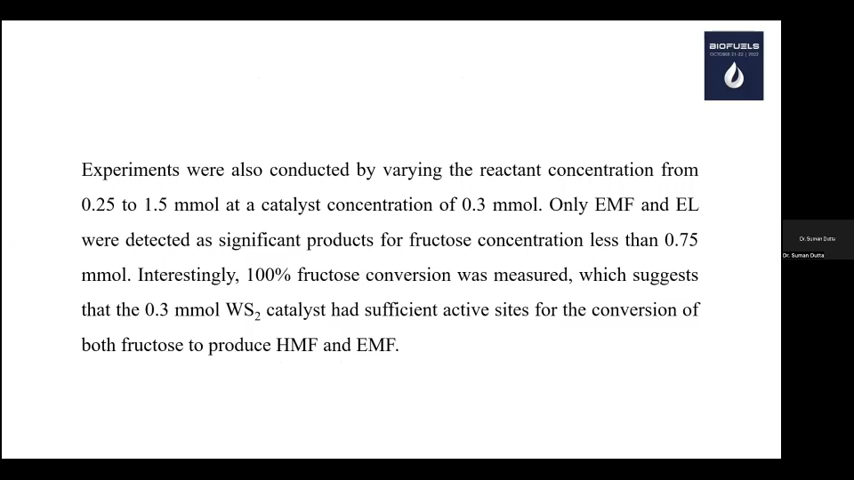 BIOFUELS
OCTOBER 21-22 | 2022
Experiments were also conducted by varying the reactant concentration from
0.25 to 1.5 mmol at a catalyst concentration of 0.3 mmol. Only EMF and EL
were detected as significant products for fructose concentration less than 0.75
mmol. Interestingly, 100% fructose conversion was measured, which suggests
that the 0.3 mmol WS₂ catalyst had sufficient active sites for the conversion of
both fructose to produce HMF and EMF.
Dr. Suman Dutta
Dr. Suman Dutta